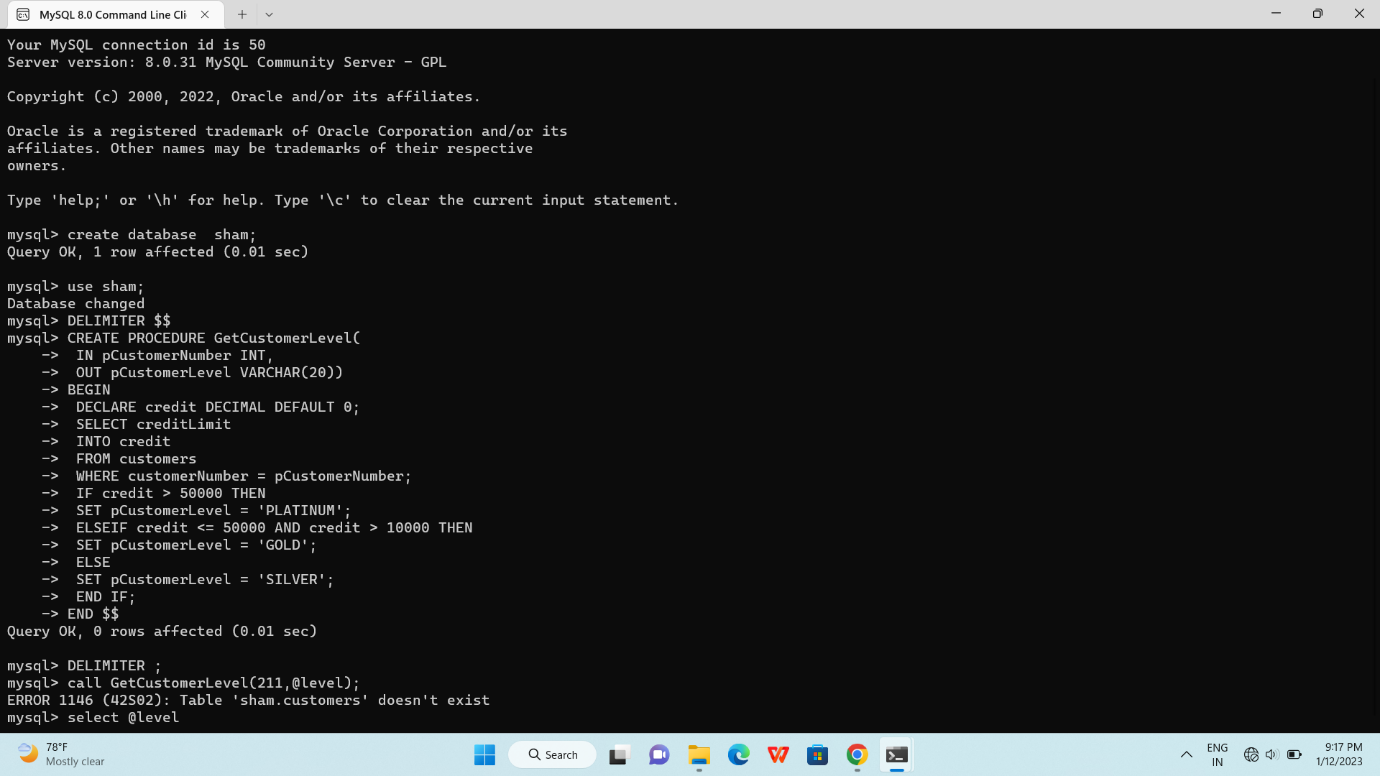 MySQL 8.0 Command Line Cli
Your MySQL connection id is 50
Server version: 8.0.31 MySQL Community Server - GPL
Copyright (c) 2000, 2022, Oracle and/or its affiliates.
Oracle is a registered trademark of Oracle Corporation and/or its
affiliates. Other names may be trademarks of their respective
owners.
Type 'help;' or '\h' for help. Type '\c' to clear the current input statement.
mysql> create database  sham;
Query OK, 1 row affected (0.01 sec)
mysql> use sham;
Database changed
mysql> DELIMITER $$
mysql> CREATE PROCEDURE GetCustomerLevel(
    ->  IN pCustomerNumber INT,
    ->  OUT pCustomerLevel VARCHAR(20))
    -> BEGIN
    ->  DECLARE credit DECIMAL DEFAULT 0;
    ->  SELECT creditLimit
    ->  INTO credit
    ->  FROM customers
    ->  WHERE customerNumber = pCustomerNumber;
    ->  IF credit > 50000 THEN
    ->  SET pCustomerLevel = 'PLATINUM';
    ->  ELSEIF credit <= 50000 AND credit > 10000 THEN
    ->  SET pCustomerLevel = 'GOLD';
    ->  ELSE
    ->  SET pCustomerLevel = 'SILVER';
    ->  END IF;
    -> END $$
Query OK, 0 rows affected (0.01 sec)
mysql> DELIMITER ;
mysql> call GetCustomerLevel(211,@level);
ERROR 1146 (42S02): Table 'sham.customers' doesn't exist
mysql> select @level
78°F
Mostly clear
Search
ENG
IN
9:17 PM
1/12/2023